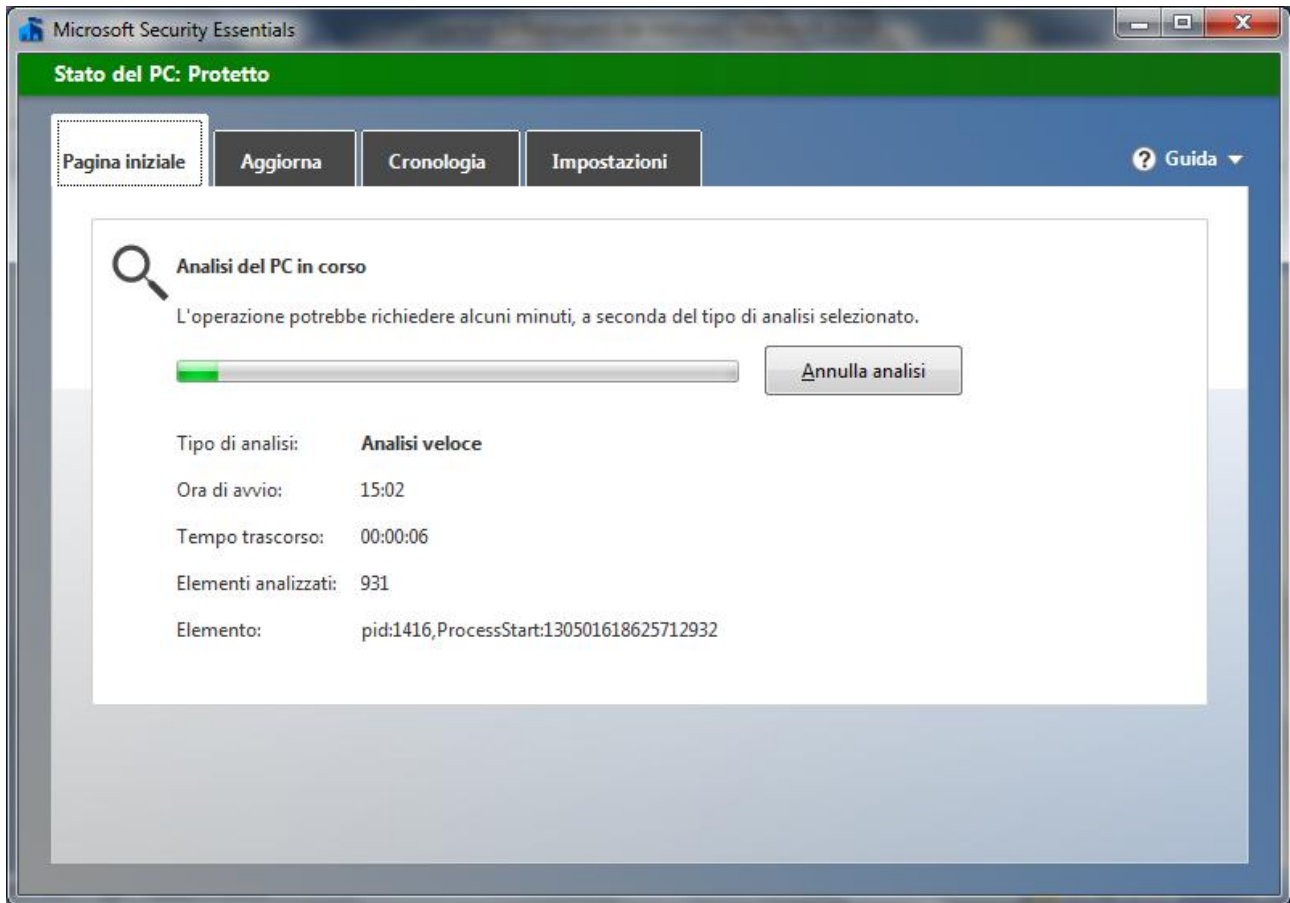 Microsoft Security Essentials
Stato del PC: Protetto
Pagina iniziale Aggiorna Cronologia Impostazioni ? Guida
Analisi del PC in corso
L'operazione potrebbe richiedere alcuni minuti, a seconda del tipo di analisi selezionato.
Annulla analisi
Tipo di analisi: Analisi veloce
Ora di avvio: 15:02
Tempo trascorso: 00:00:06
Elementi analizzati: 931
Elemento: pid:1416,ProcessStart:130501618625712932